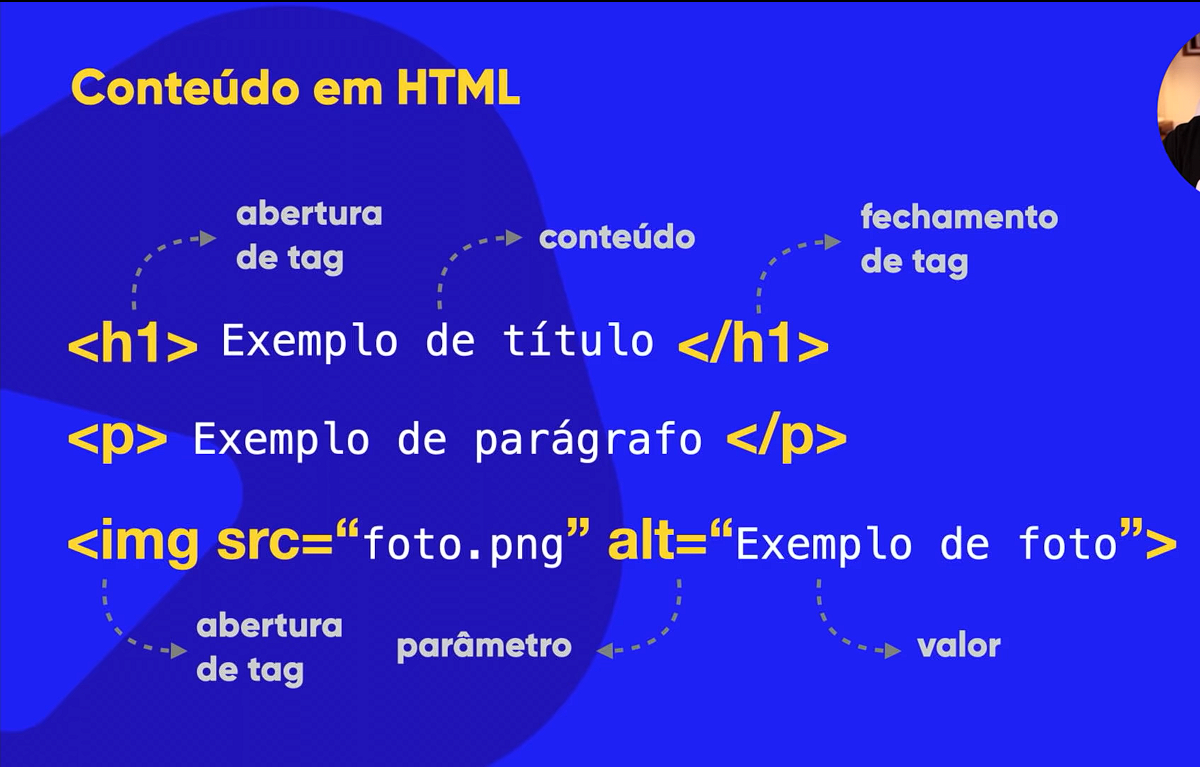 Conteúdo em HTML
abertura
de tag
conteúdo
fechamento
de tag
<h1> Exemplo de título </h1>
<p> Exemplo de parágrafo </p>
<img src=“foto.png” alt=“Exemplo de foto”>
abertura
de tag
parâmetro
valor